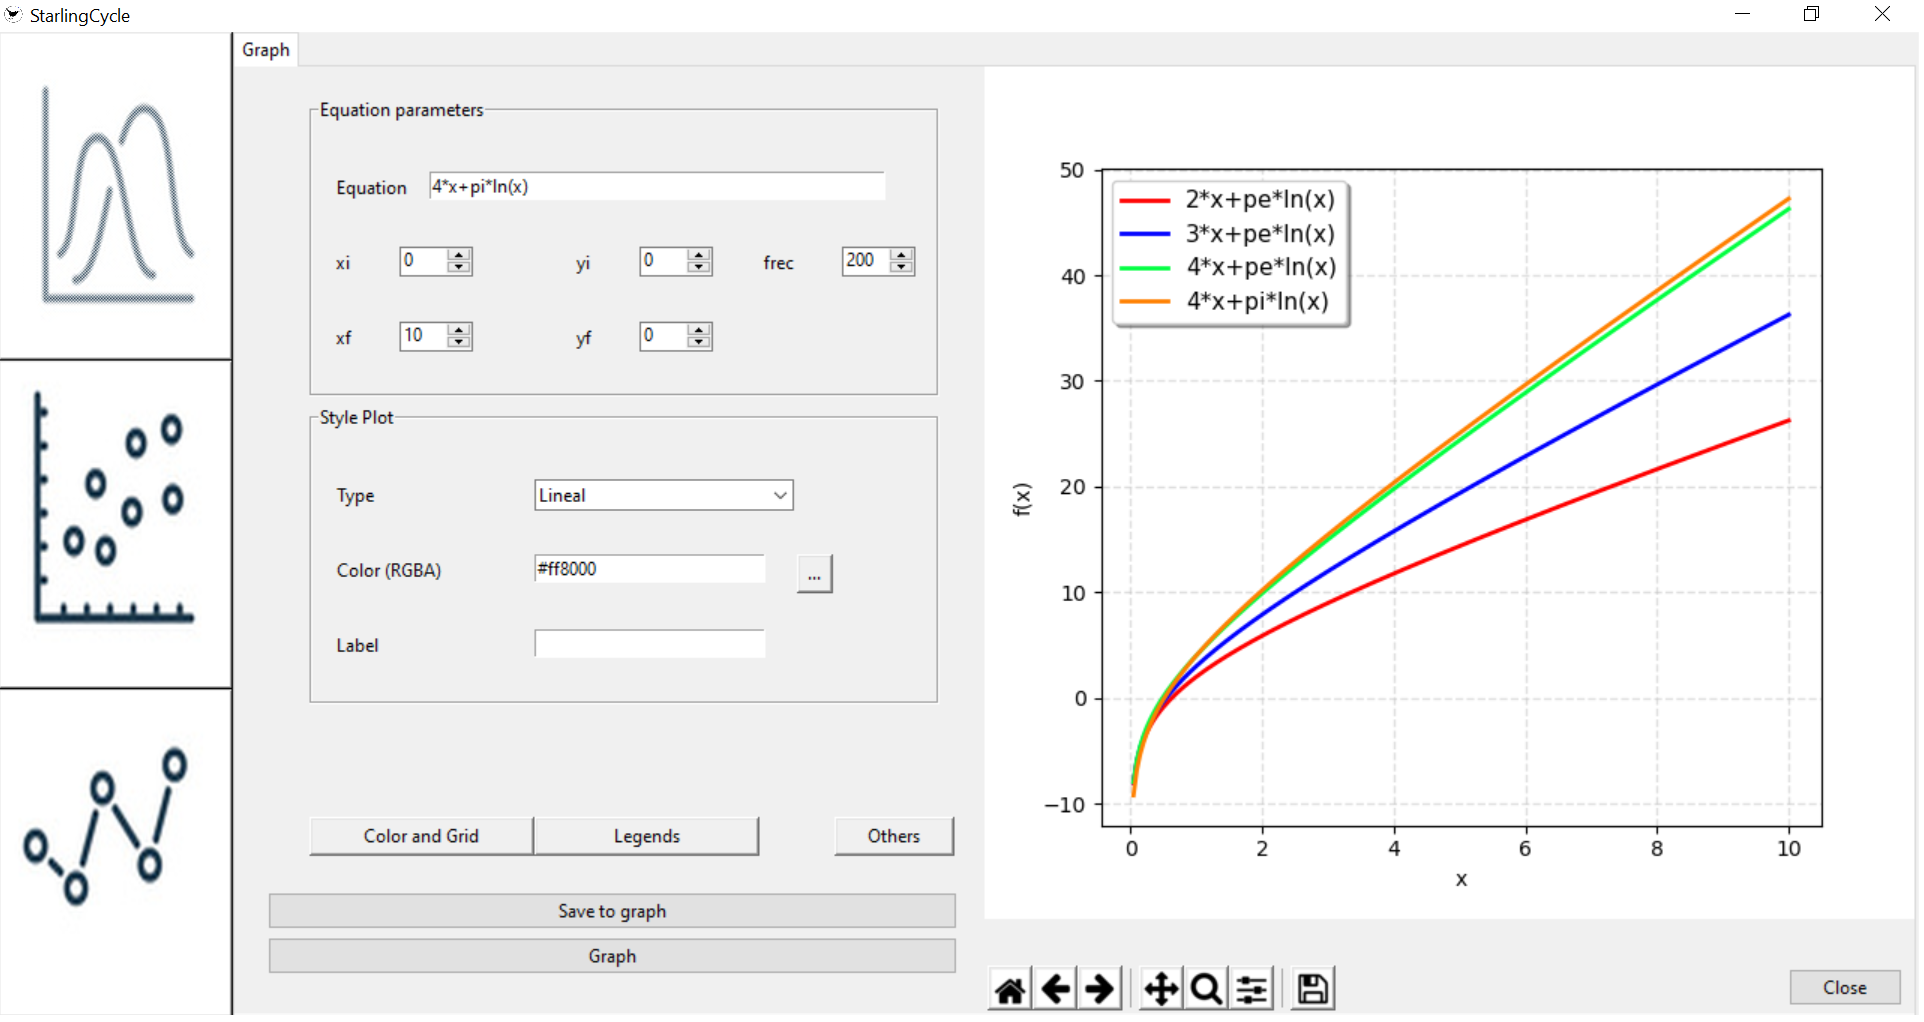 StarlingCycle
Graph
Equation parameters
Equation 4*x+pi*ln(x)
xi 0 yi 0 frec 200
xf 10 yf 0
Style Plot
Type Lineal
Color (RGBA) #ff8000 ...
Label
Color and Grid Legends Others
Save to graph
Graph
2*x+pe*ln(x)
3*x+pe*ln(x)
4*x+pe*ln(x)
4*x+pi*ln(x)
50
40
30
20
10
0
−10
f(x)
0 2 4 6 8 10
x
Close